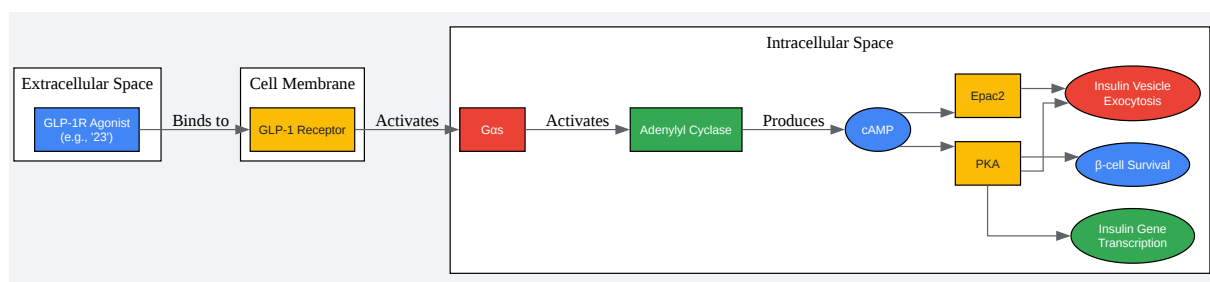 Intracellular Space
Extracellular Space
Cell Membrane
GLP-1R Agonist
(e.g., '23')
Binds to
GLP-1 Receptor
Activates
Gαs
Activates
Adenylyl Cyclase
Produces
cAMP
Epac2
PKA
Insulin Vesicle
Exocytosis
β-cell Survival
Insulin Gene
Transcription